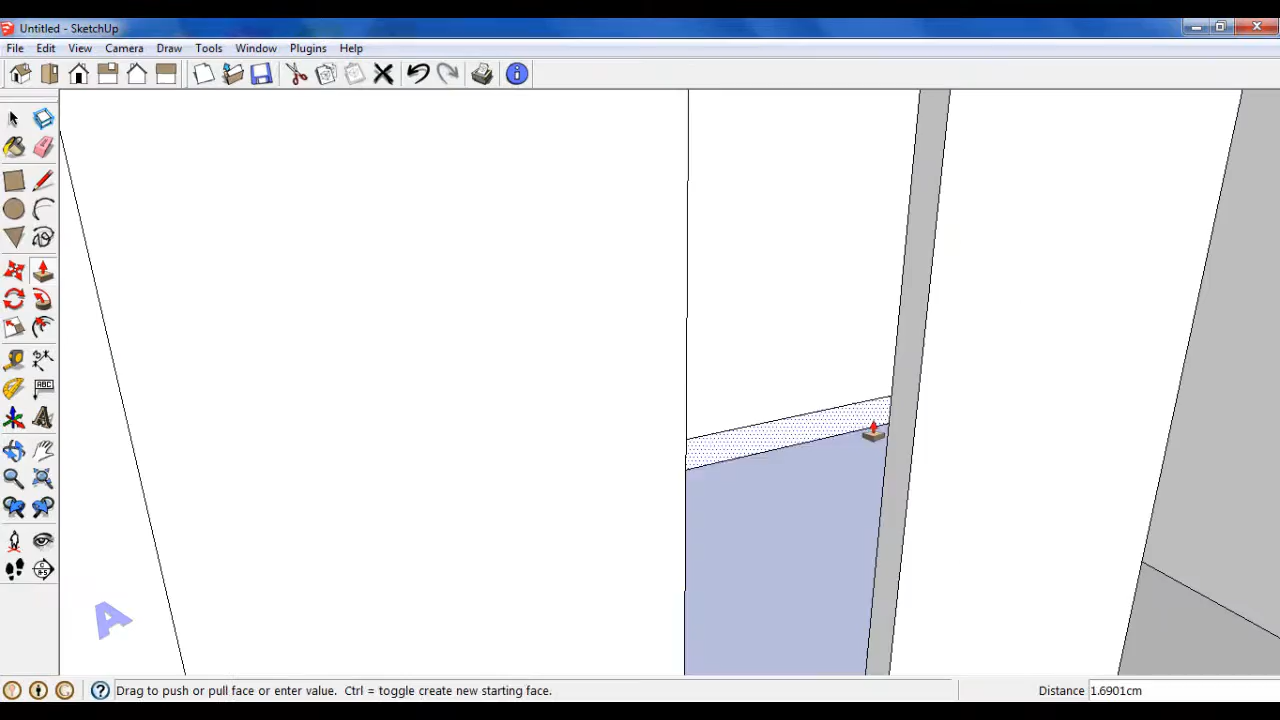 Untitled - SketchUp
File Edit View Camera Draw Tools Window Plugins Help
ABC
A
Drag to push or pull face or enter value. Ctrl = toggle create new starting face.
Distance 1.6901cm